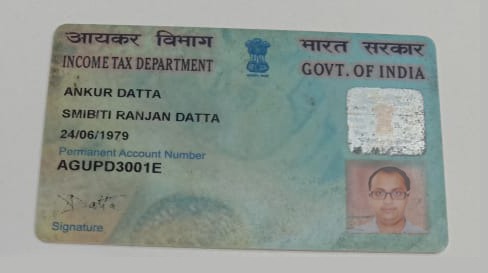 आयकर विभाग
भारत सरकार
INCOME TAX DEPARTMENT
GOVT. OF INDIA
ANKUR DATTA
SMIBITI RANJAN DATTA
24/06/1979
Permanent Account Number
AGUPD3001E
Datta
Signature